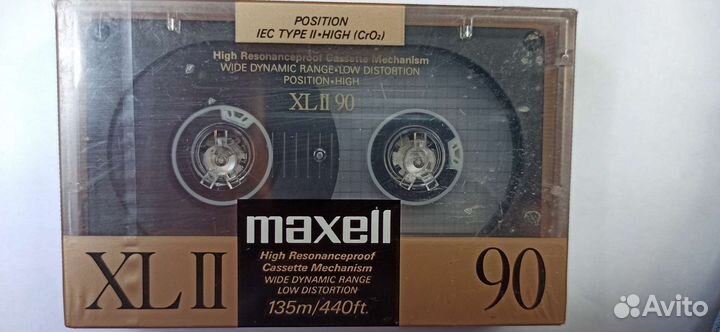 POSITION
IEC TYPE II•HIGH (CrO₂)
High Resonanceproof Cassette Mechanism
WIDE DYNAMIC RANGE•LOW DISTORTION
POSITION•HIGH
XL II 90
maxell
High Resonanceproof
Cassette Mechanism
WIDE DYNAMIC RANGE
LOW DISTORTION
135m/440ft.
XL II
90
Avito